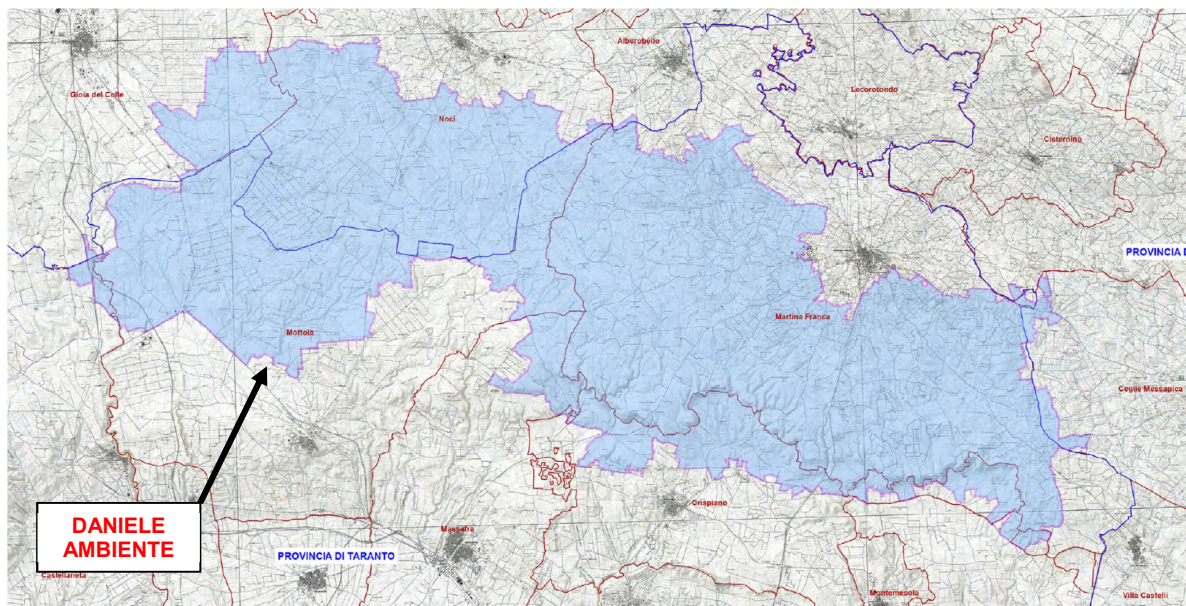 Alberobello
Gioia del Colle
Locorotondo
Noci
Cisternino
PROVINCIA D
Martina Franca
Mottola
Ceglie Messapica
Crispiano
DANIELE
AMBIENTE
Massafra
PROVINCIA DI TARANTO
Castellaneta
Montemesola
Villa Castelli